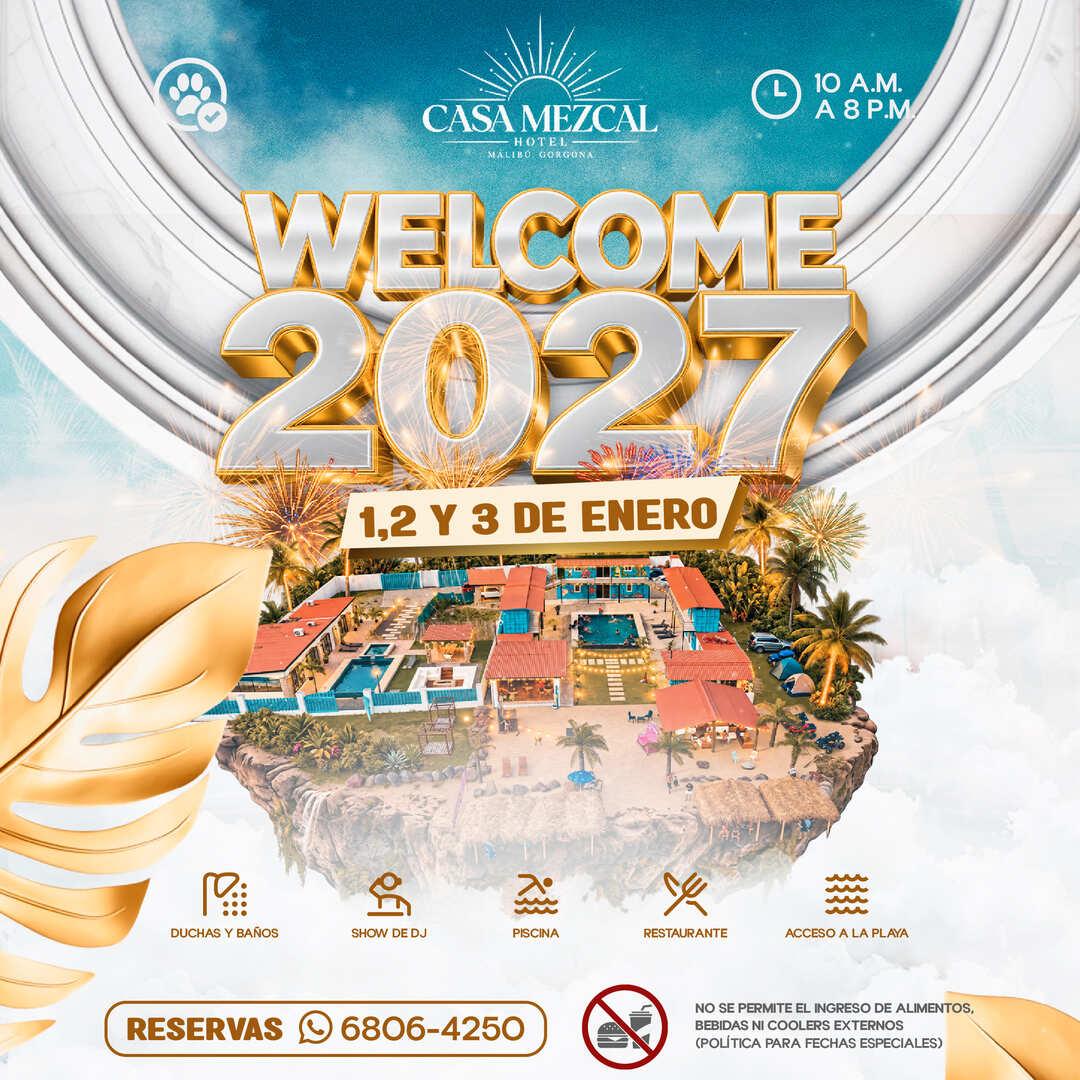 CASA MEZCAL
HOTEL
MALIBÚ GORGONA
10 A.M.
A 8 P.M.
WELCOME
2027
1,2 Y 3 DE ENERO
DUCHAS Y BAÑOS
SHOW DE DJ
PISCINA
RESTAURANTE
ACCESO A LA PLAYA
RESERVAS 6806-4250
NO SE PERMITE EL INGRESO DE ALIMENTOS,
BEBIDAS NI COOLERS EXTERNOS
(POLÍTICA PARA FECHAS ESPECIALES)